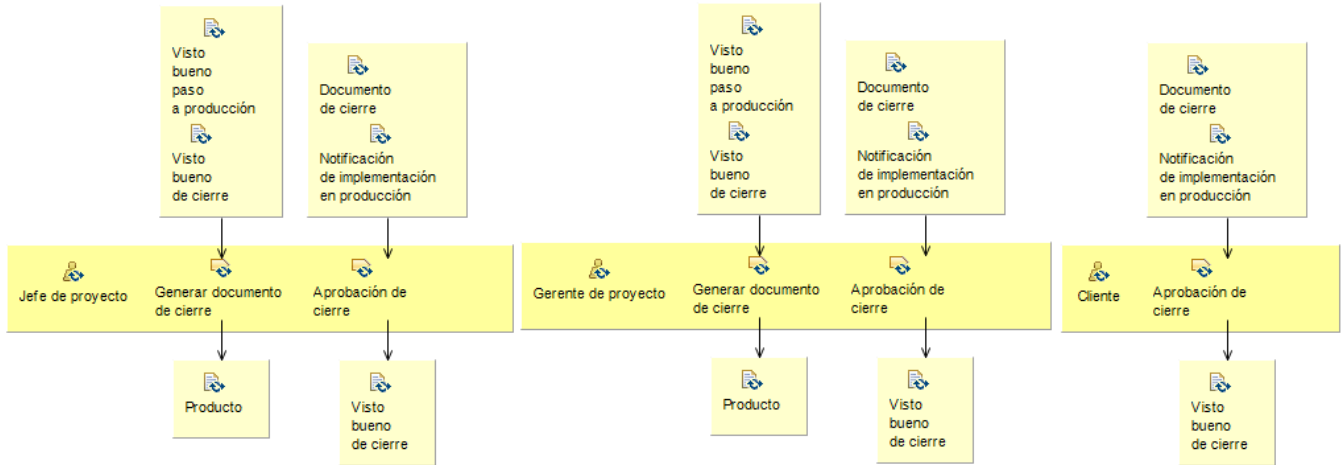 Visto
bueno
paso
a producción
Visto
bueno
de cierre
Documento
de cierre
Notificación
de implementación
en producción
Jefe de proyecto
Generar documento
de cierre
Aprobación de
cierre
Producto
Visto
bueno
de cierre
Visto
bueno
paso
a producción
Visto
bueno
de cierre
Documento
de cierre
Notificación
de implementación
en producción
Gerente de proyecto
Generar documento
de cierre
Aprobación de
cierre
Producto
Visto
bueno
de cierre
Documento
de cierre
Notificación
de implementación
en producción
Cliente
Aprobación de
cierre
Visto
bueno
de cierre